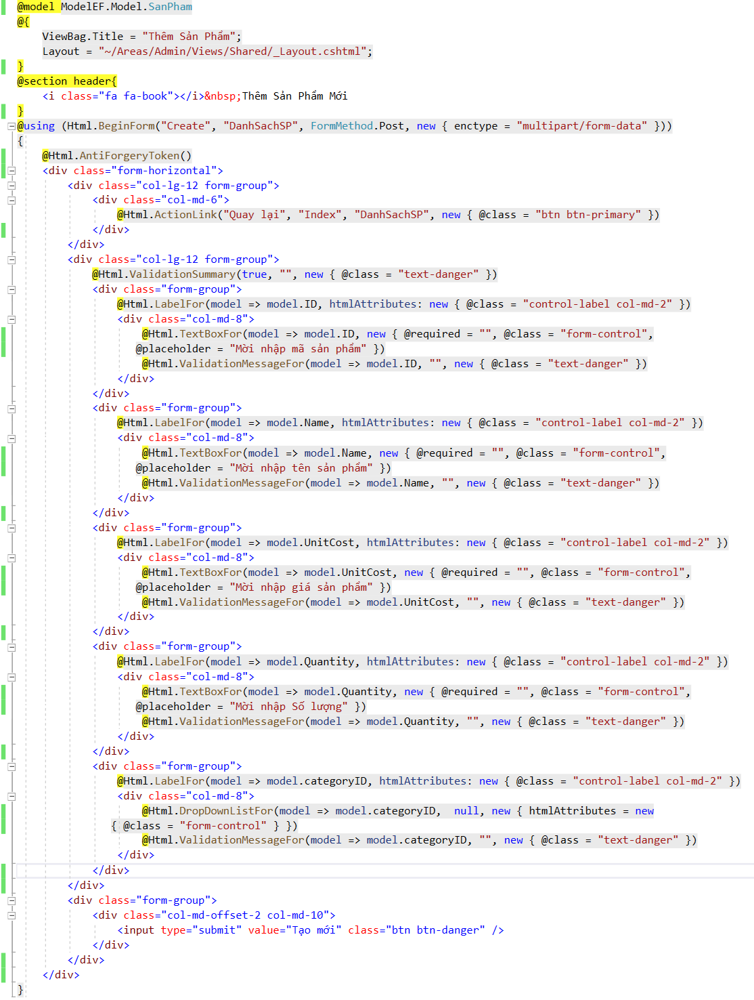 @model ModelEF.Model.SanPham
@{
    ViewBag.Title = "Thêm Sản Phẩm";
    Layout = "~/Areas/Admin/Views/Shared/_Layout.cshtml";
}
@section header{
    <i class="fa fa-book"></i>&nbsp;Thêm Sản Phẩm Mới
}
@using (Html.BeginForm("Create", "DanhSachSP", FormMethod.Post, new { enctype = "multipart/form-data" }))
{
    @Html.AntiForgeryToken()
    <div class="form-horizontal">
        <div class="col-lg-12 form-group">
            <div class="col-md-6">
                @Html.ActionLink("Quay lại", "Index", "DanhSachSP", new { @class = "btn btn-primary" })
            </div>
        </div>
        <div class="col-lg-12 form-group">
            @Html.ValidationSummary(true, "", new { @class = "text-danger" })
            <div class="form-group">
                @Html.LabelFor(model => model.ID, htmlAttributes: new { @class = "control-label col-md-2" })
                <div class="col-md-8">
                    @Html.TextBoxFor(model => model.ID, new { @required = "", @class = "form-control",
                   @placeholder = "Mời nhập mã sản phẩm" })
                    @Html.ValidationMessageFor(model => model.ID, "", new { @class = "text-danger" })
                </div>
            </div>
            <div class="form-group">
                @Html.LabelFor(model => model.Name, htmlAttributes: new { @class = "control-label col-md-2" })
                <div class="col-md-8">
                    @Html.TextBoxFor(model => model.Name, new { @required = "", @class = "form-control",
                   @placeholder = "Mời nhập tên sản phẩm" })
                    @Html.ValidationMessageFor(model => model.Name, "", new { @class = "text-danger" })
                </div>
            </div>
            <div class="form-group">
                @Html.LabelFor(model => model.UnitCost, htmlAttributes: new { @class = "control-label col-md-2" })
                <div class="col-md-8">
                    @Html.TextBoxFor(model => model.UnitCost, new { @required = "", @class = "form-control",
                   @placeholder = "Mời nhập giá sản phẩm" })
                    @Html.ValidationMessageFor(model => model.UnitCost, "", new { @class = "text-danger" })
                </div>
            </div>
            <div class="form-group">
                @Html.LabelFor(model => model.Quantity, htmlAttributes: new { @class = "control-label col-md-2" })
                <div class="col-md-8">
                    @Html.TextBoxFor(model => model.Quantity, new { @required = "", @class = "form-control",
                   @placeholder = "Mời nhập Số lượng" })
                    @Html.ValidationMessageFor(model => model.Quantity, "", new { @class = "text-danger" })
                </div>
            </div>
            <div class="form-group">
                @Html.LabelFor(model => model.categoryID, htmlAttributes: new { @class = "control-label col-md-2" })
                <div class="col-md-8">
                    @Html.DropDownListFor(model => model.categoryID,  null, new { htmlAttributes = new
               { @class = "form-control" } })
                    @Html.ValidationMessageFor(model => model.categoryID, "", new { @class = "text-danger" })
                </div>
            </div>
        </div>
        <div class="form-group">
            <div class="col-md-offset-2 col-md-10">
                <input type="submit" value="Tạo mới" class="btn btn-danger" />
            </div>
        </div>
    </div>
}